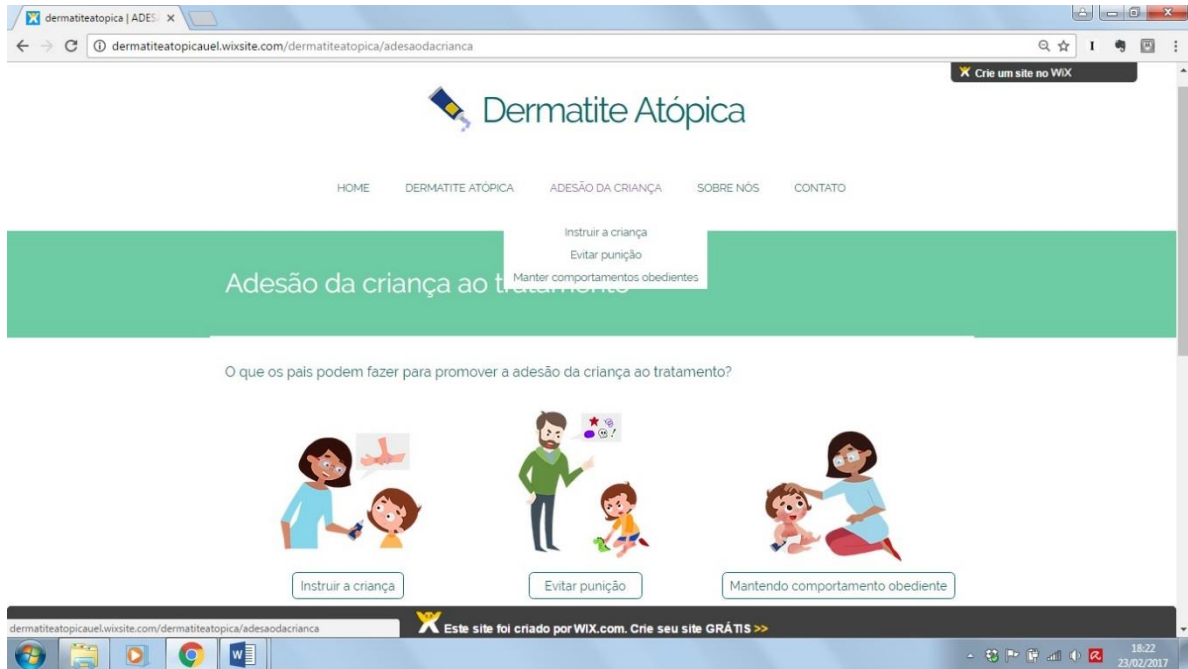 dermatiteatopica | ADES
dermatiteatopicauel.wixsite.com/dermatiteatopica/adesaodacrianca
Crie um site no WiX
Dermatite Atópica
HOME DERMATITE ATÓPICA ADESÃO DA CRIANÇA SOBRE NÓS CONTATO
Instruir a criança
Evitar punição
Manter comportamentos obedientes
Adesão da criança ao tratamento
O que os pais podem fazer para promover a adesão da criança ao tratamento?
Instruir a criança Evitar punição Mantendo comportamento obediente
dermatiteatopicauel.wixsite.com/dermatiteatopica/adesaodacrianca
Este site foi criado por WIX.com. Crie seu site GRÁTIS >>
18:22
23/02/2017